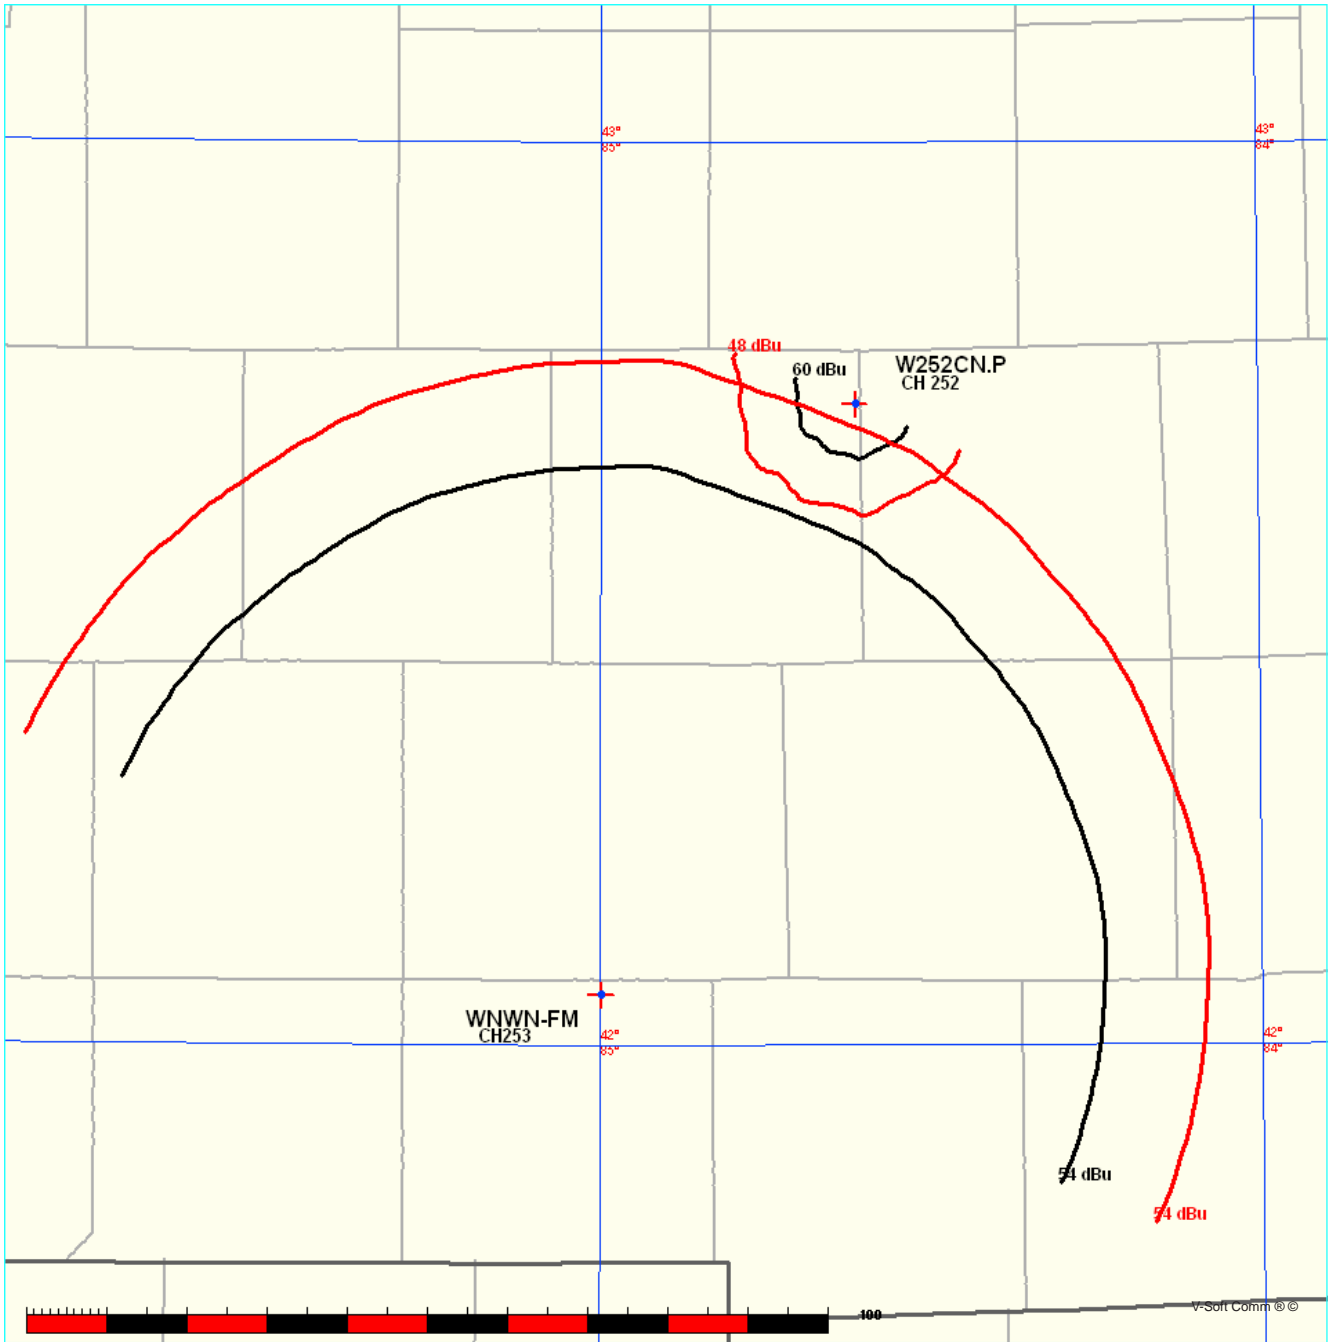 43°
85°
43°
84°
48 dBu
60 dBu
W252CN.P
CH 252
WNWN-FM
CH253
42°
85°
42°
84°
54 dBu
54 dBu
100
V-Soft Comm ® ©